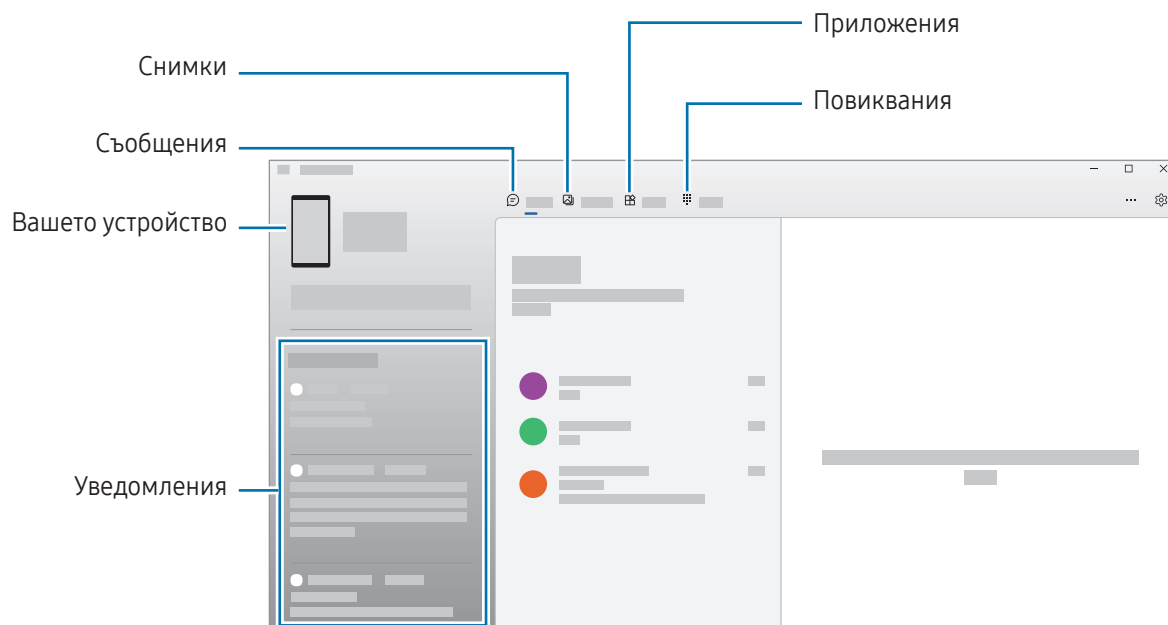 Приложения
Снимки
Повиквания
Съобщения
Вашето устройство
Уведомления